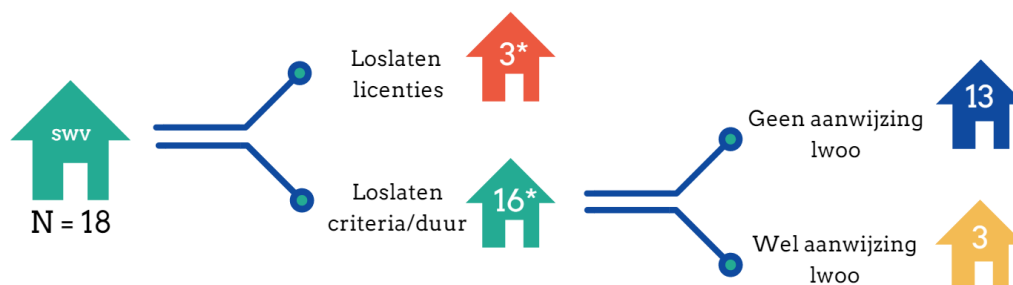 swv
N = 18
Loslaten
licenties
3*
Loslaten
criteria/duur
16*
Geen aanwijzing
lwoo
13
Wel aanwijzing
lwoo
3